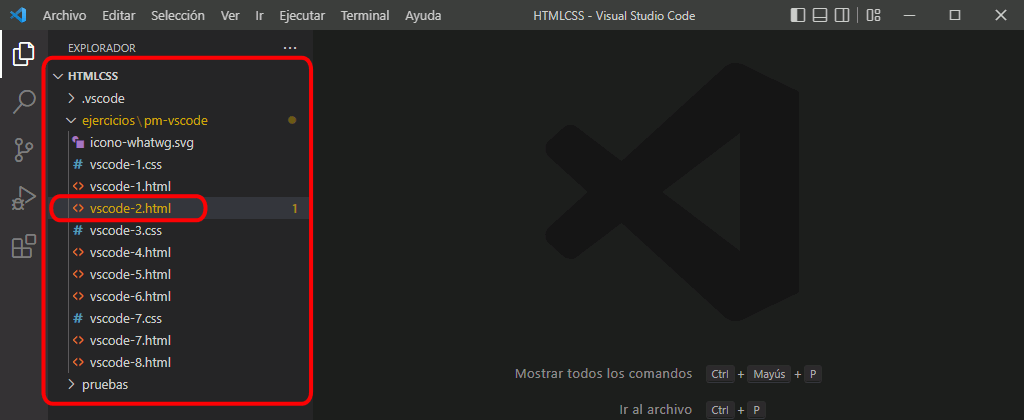 Archivo Editar Selección Ver Ir Ejecutar Terminal Ayuda HTMLCSS - Visual Studio Code
EXPLORADOR ...
HTMLCSS
.vscode
ejercicios\pm-vscode
icono-whatwg.svg
# vscode-1.css
<> vscode-1.html
<> vscode-2.html 1
# vscode-3.css
<> vscode-4.html
<> vscode-5.html
<> vscode-6.html
# vscode-7.css
<> vscode-7.html
<> vscode-8.html
pruebas
Mostrar todos los comandos Ctrl + Mayús + P
Ir al archivo Ctrl + P